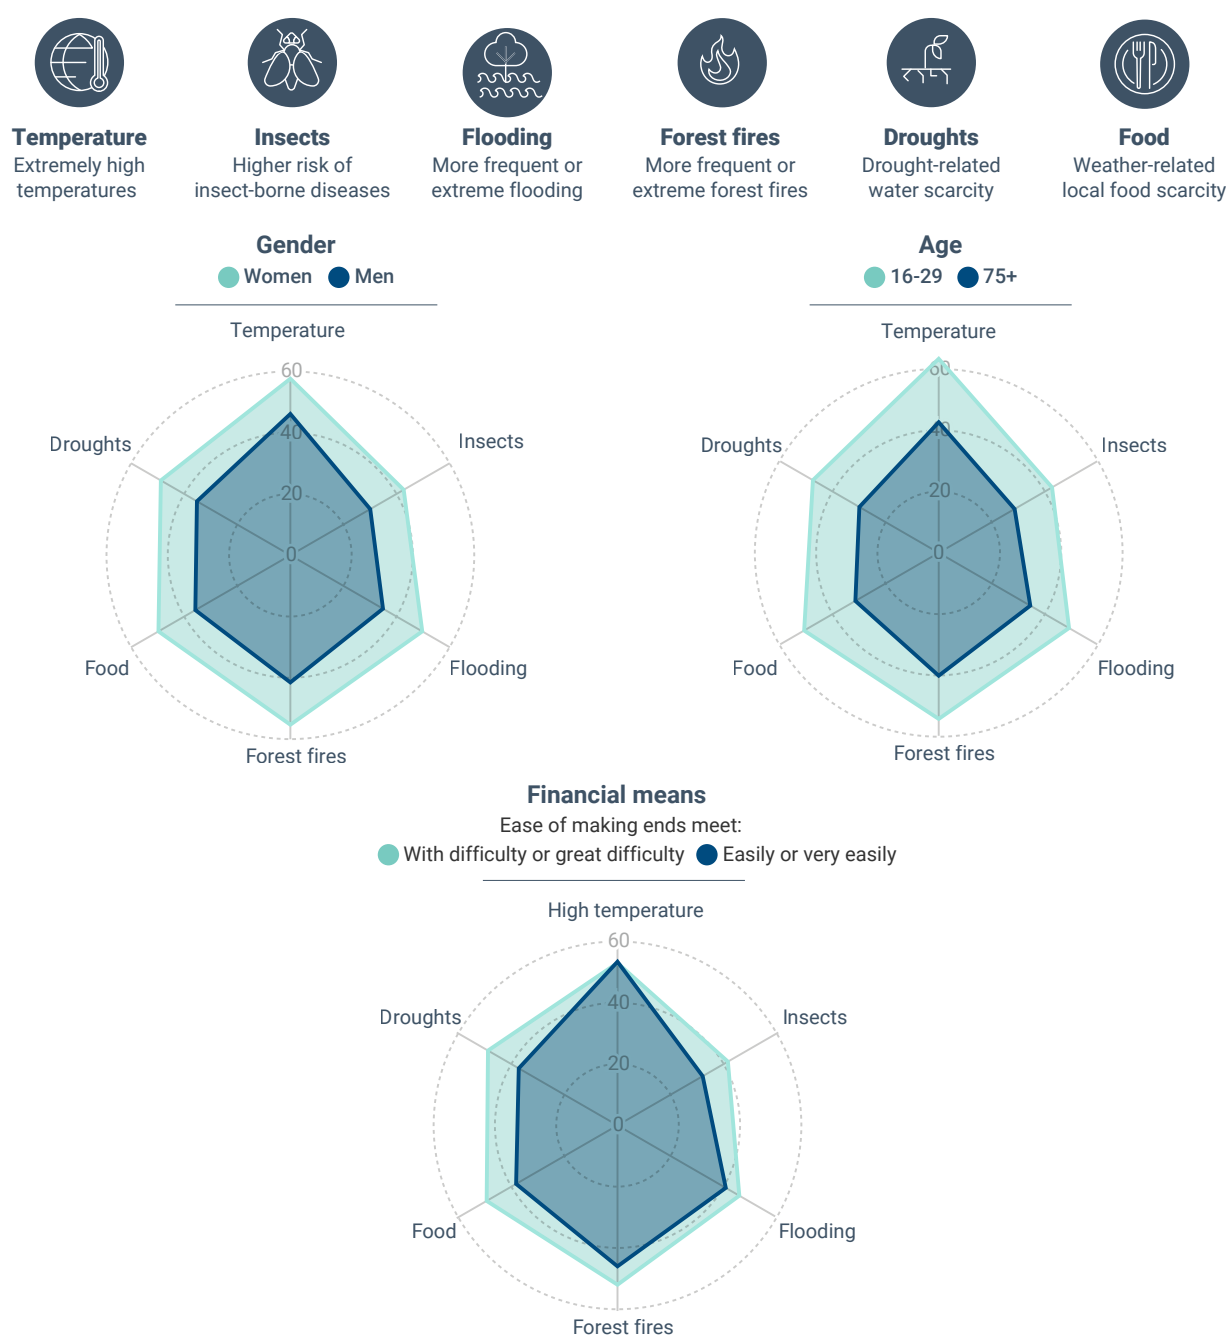 Temperature
Extremely high
temperatures
Insects
Higher risk of
insect-borne diseases
Flooding
More frequent or
extreme flooding
Forest fires
More frequent or
extreme forest fires
Droughts
Drought-related
water scarcity
Food
Weather-related
local food scarcity
Gender
Women Men
Temperature
60
Droughts
Insects
40
20
0
Food
Flooding
Forest fires
Age
16-29 75+
Temperature
60
Droughts
Insects
40
20
0
Food
Flooding
Forest fires
Financial means
Ease of making ends meet:
With difficulty or great difficulty Easily or very easily
High temperature
60
40
Droughts
Insects
20
0
Food
Flooding
Forest fires